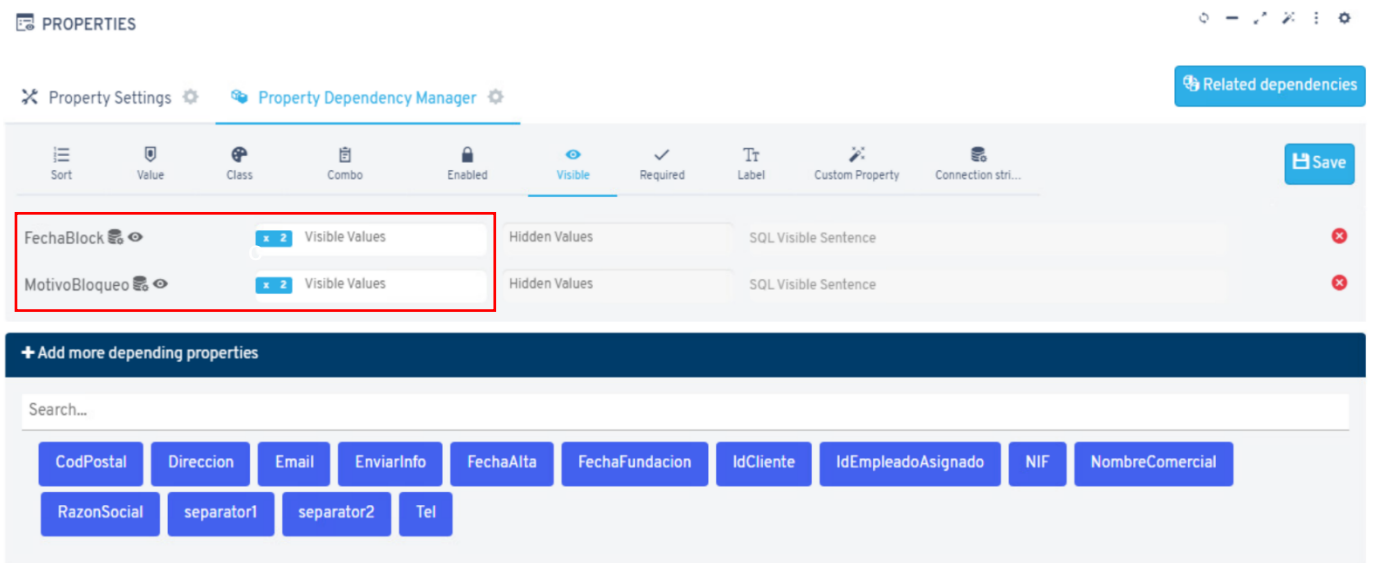 PROPERTIES
Property Settings Property Dependency Manager Related dependencies
Sort Value Class Combo Enabled Visible Required Label Custom Property Connection stri... Save
FechaBlock x 2 Visible Values Hidden Values SQL Visible Sentence
MotivoBloqueo x 2 Visible Values Hidden Values SQL Visible Sentence
+ Add more depending properties
Search...
CodPostal Direccion Email EnviarInfo FechaAlta FechaFundacion IdCliente IdEmpleadoAsignado NIF NombreComercial
RazonSocial separator1 separator2 Tel